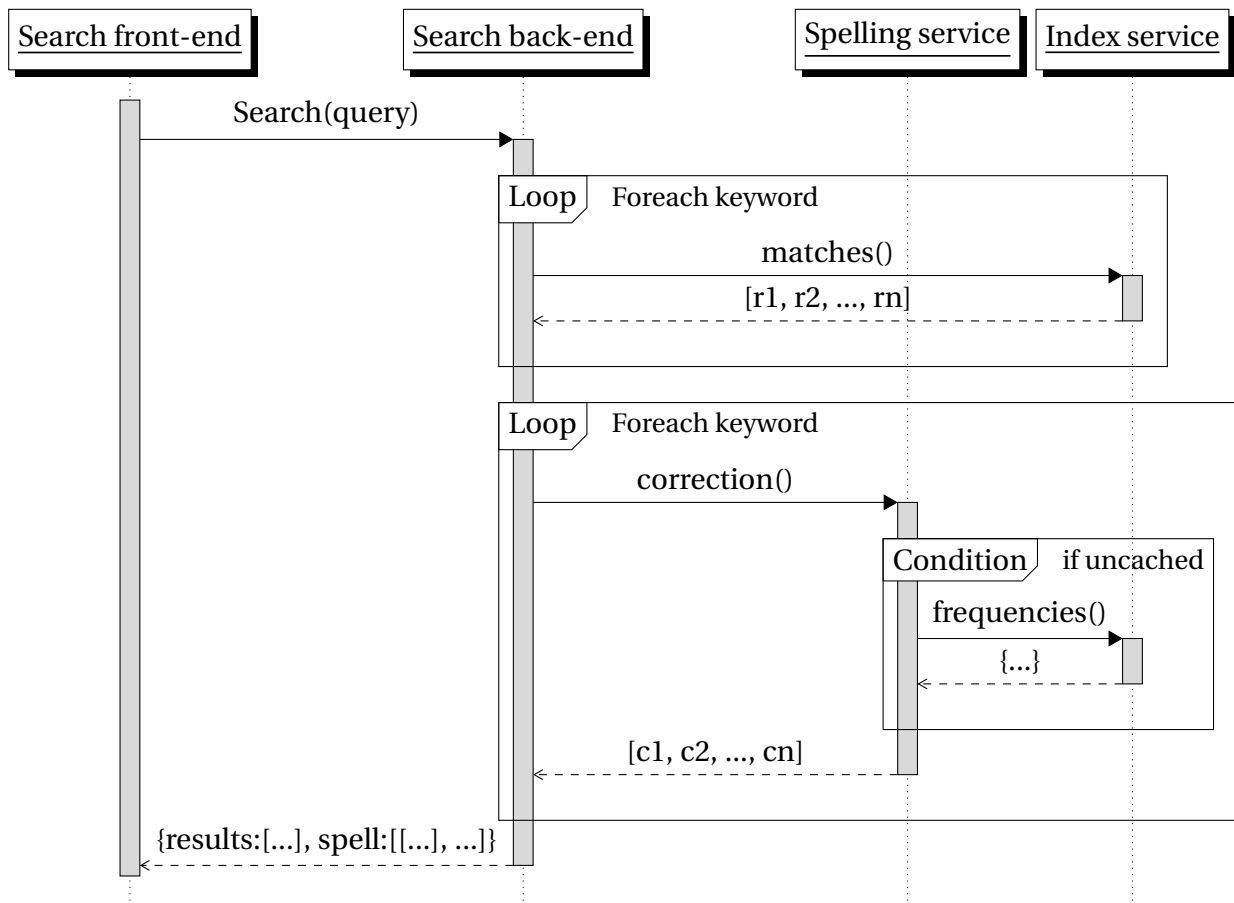 Search front-end
Search back-end
Spelling service
Index service
Search(query)
Loop
Foreach keyword
matches()
[r1, r2, ..., rn]
Loop
Foreach keyword
correction()
Condition
if uncached
frequencies()
{...}
[c1, c2, ..., cn]
{results:[...], spell:[[...], ...]}